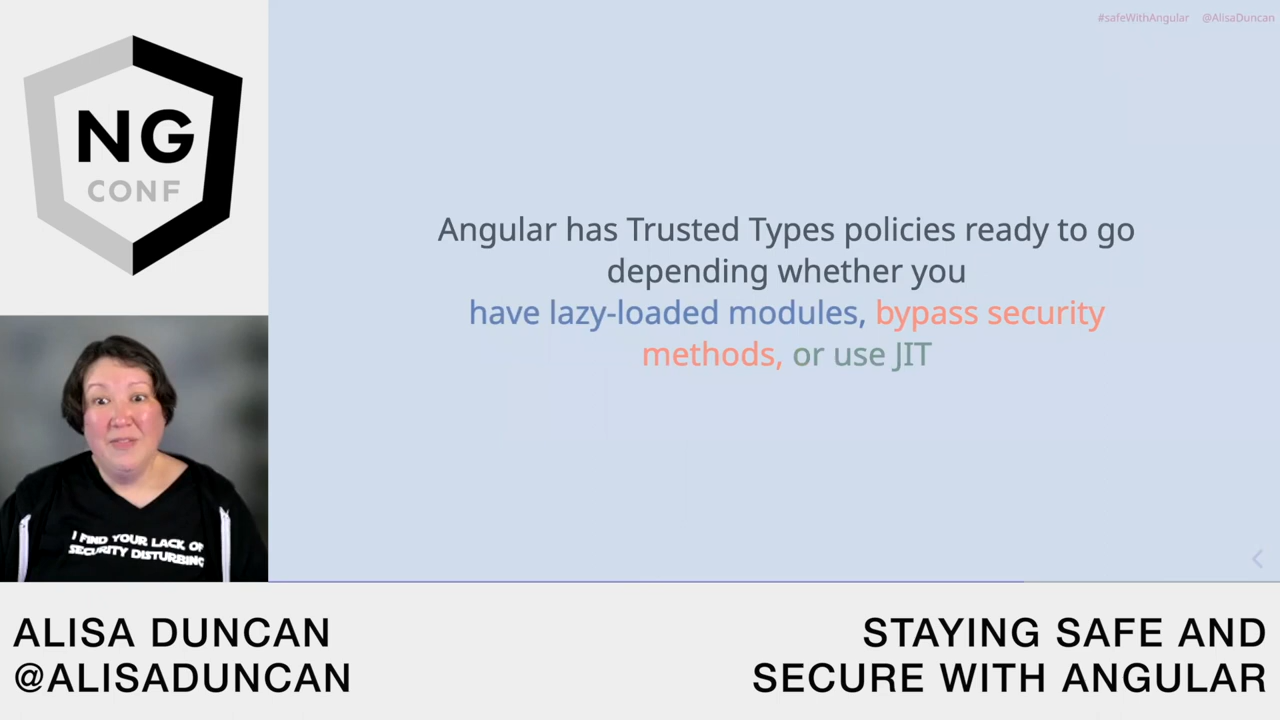 #safeWithAngular @AlisaDuncan
NG
CONF
Angular has Trusted Types policies ready to go
depending whether you
have lazy-loaded modules, bypass security
methods, or use JIT
I FIND YOUR LACK OF
SECURITY DISTURBING
ALISA DUNCAN
@ALISADUNCAN
STAYING SAFE AND
SECURE WITH ANGULAR